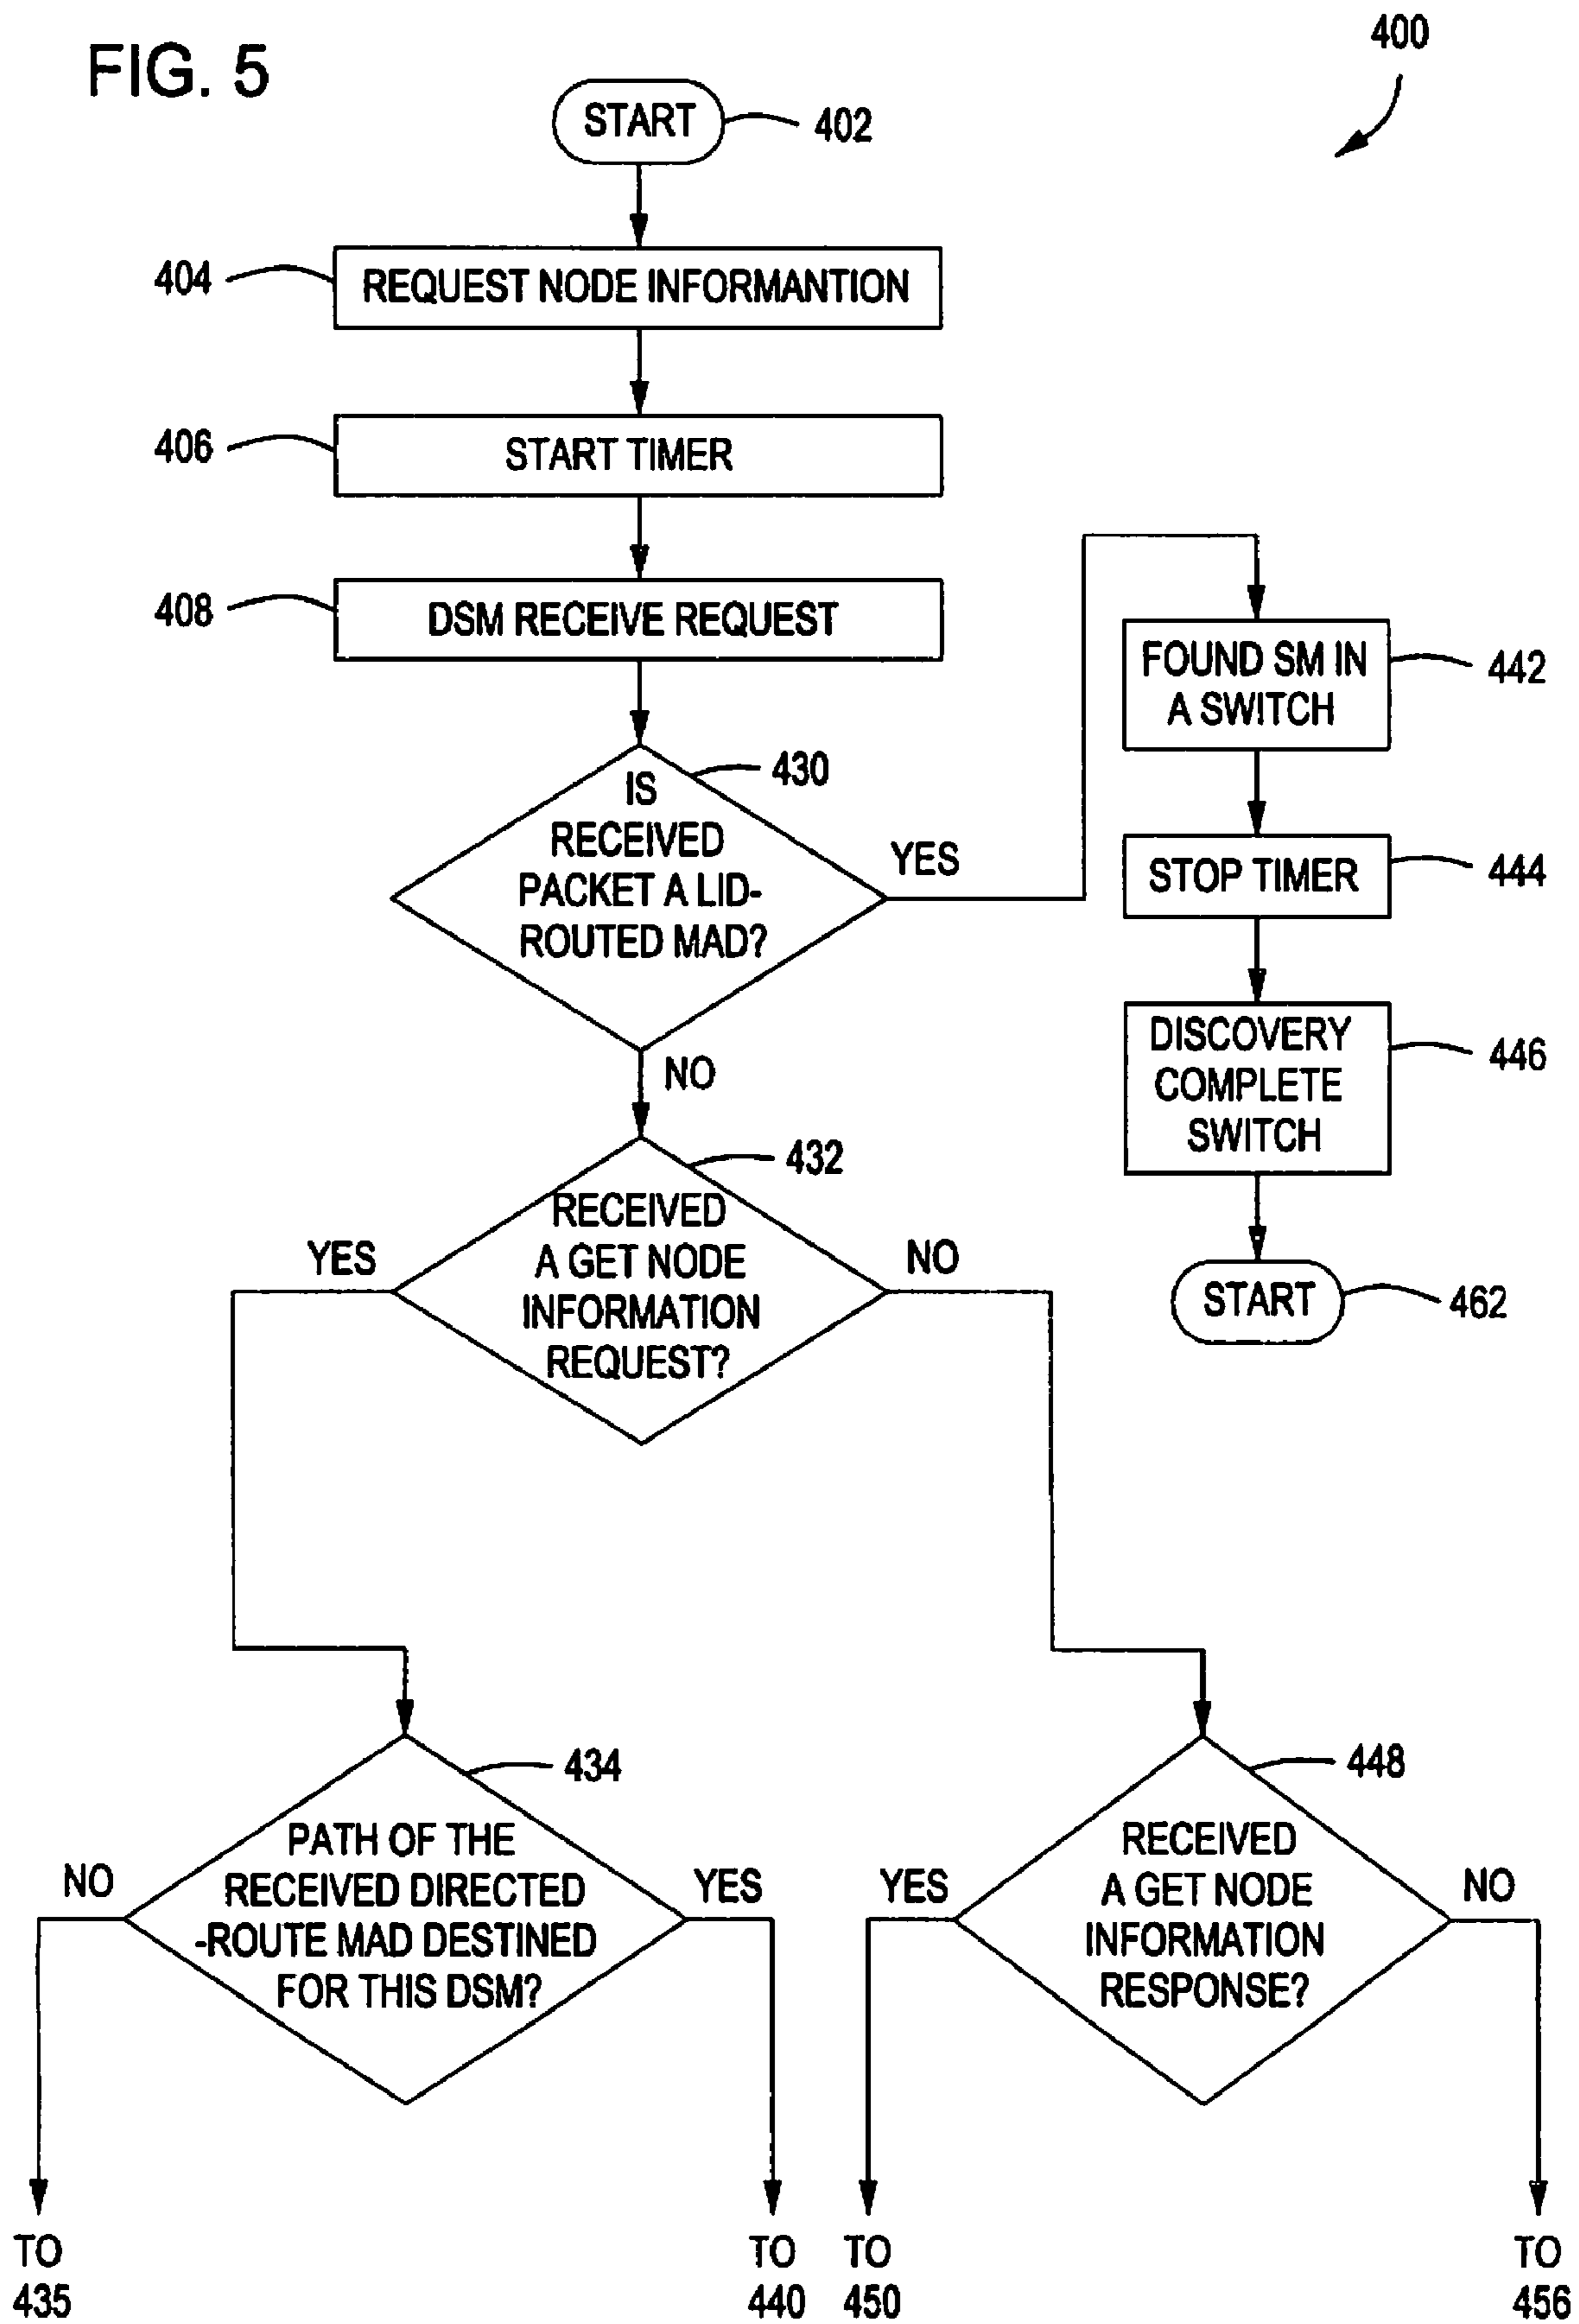 FIG. 5
400
START
402
404
REQUEST NODE INFORMANTION
406
START TIMER
408
DSM RECEIVE REQUEST
430
IS
RECEIVED
PACKET A LID-
ROUTED MAD?
YES
NO
FOUND SM IN
A SWITCH
442
STOP TIMER
444
DISCOVERY
COMPLETE
SWITCH
446
START
462
432
RECEIVED
A GET NODE
INFORMATION
REQUEST?
YES
NO
434
PATH OF THE
RECEIVED DIRECTED
-ROUTE MAD DESTINED
FOR THIS DSM?
NO
YES
448
RECEIVED
A GET NODE
INFORMATION
RESPONSE?
YES
NO
TO
435
TO
440
TO
450
TO
456